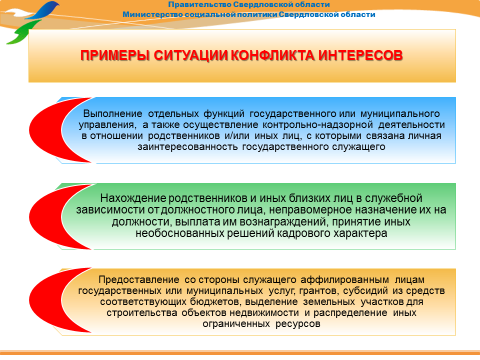 Правительство Свердловской области
Министерство социальной политики Свердловской области
ПРИМЕРЫ СИТУАЦИИ КОНФЛИКТА ИНТЕРЕСОВ
Выполнение отдельных функций государственного или муниципального
управления, а также осуществление контрольно-надзорной деятельности
в отношении родственников и/или иных лиц, с которыми связана личная
заинтересованность государственного служащего
Нахождение родственников и иных близких лиц в служебной
зависимости от должностного лица, неправомерное назначение их на
должности, выплата им вознаграждений, принятие иных
необоснованных решений кадрового характера
Предоставление со стороны служащего аффилированным лицам
государственных или муниципальных услуг, грантов, субсидий из средств
соответствующих бюджетов, выделение земельных участков для
строительства объектов недвижимости и распределение иных
ограниченных ресурсов